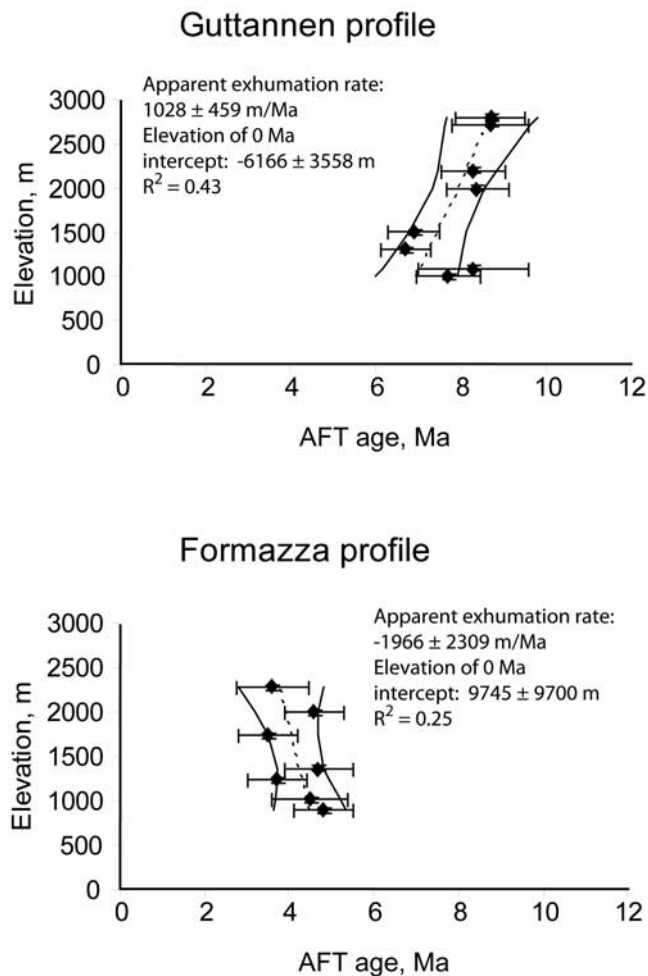 Guttannen profile
Apparent exhumation rate:
1028 ± 459 m/Ma
Elevation of 0 Ma
intercept: -6166 ± 3558 m
R² = 0.43
Elevation, m
3000
2500
2000
1500
1000
500
0
0 2 4 6 8 10 12
AFT age, Ma
Formazza profile
Apparent exhumation rate:
-1966 ± 2309 m/Ma
Elevation of 0 Ma
intercept: 9745 ± 9700 m
R² = 0.25
Elevation, m
3000
2500
2000
1500
1000
500
0
0 2 4 6 8 10 12
AFT age, Ma